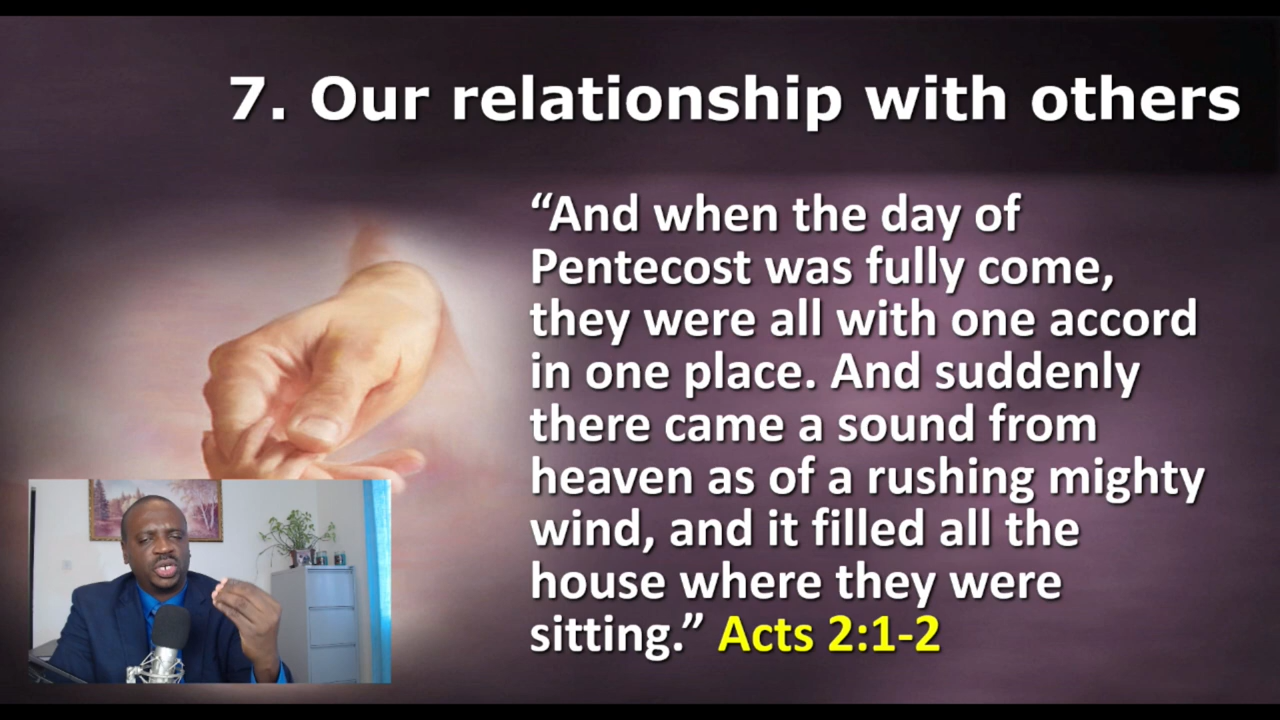 7. Our relationship with others
“And when the day of
Pentecost was fully come,
they were all with one accord
in one place. And suddenly
there came a sound from
heaven as of a rushing mighty
wind, and it filled all the
house where they were
sitting.” Acts 2:1-2